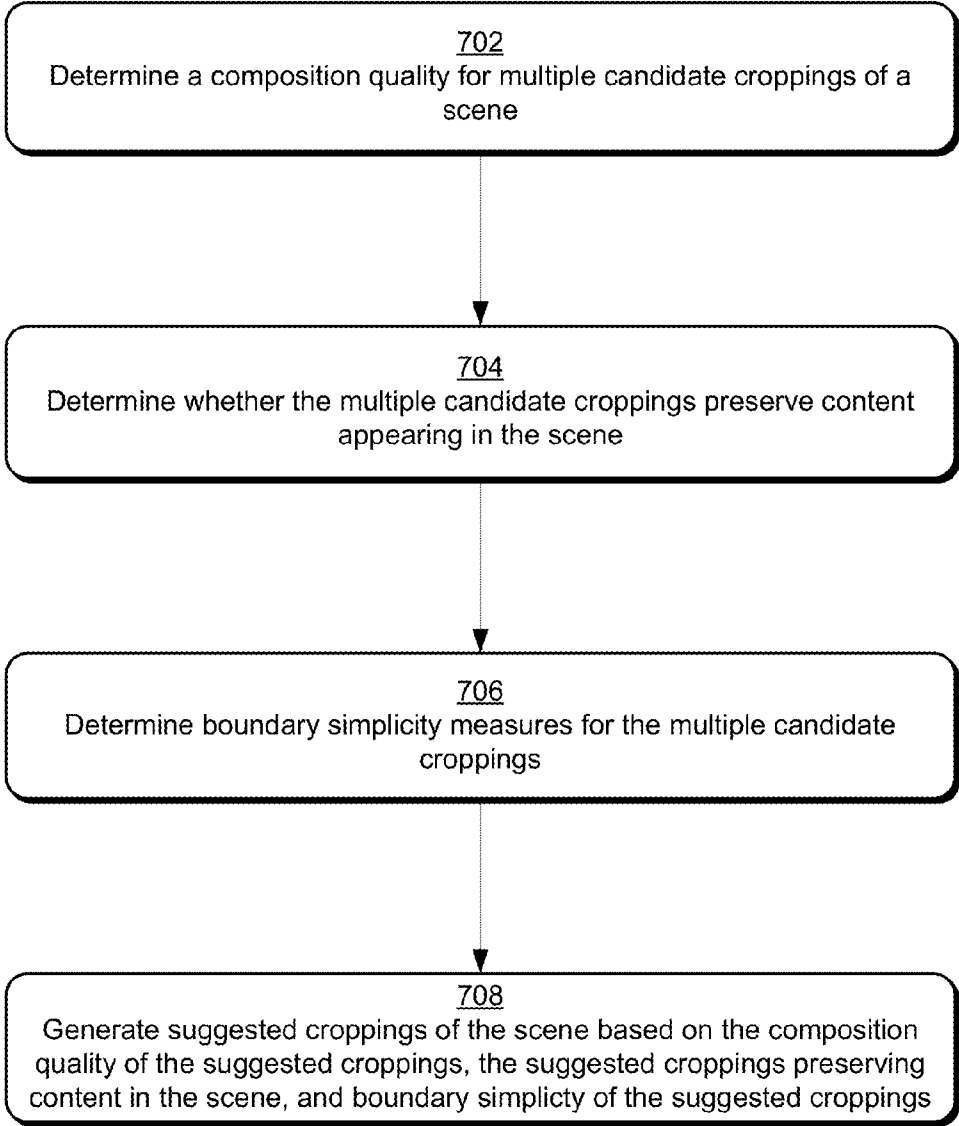 702
Determine a composition quality for multiple candidate croppings of a
scene
704
Determine whether the multiple candidate croppings preserve content
appearing in the scene
706
Determine boundary simplicity measures for the multiple candidate
croppings
708
Generate suggested croppings of the scene based on the composition
quality of the suggested croppings, the suggested croppings preserving
content in the scene, and boundary simplicty of the suggested croppings